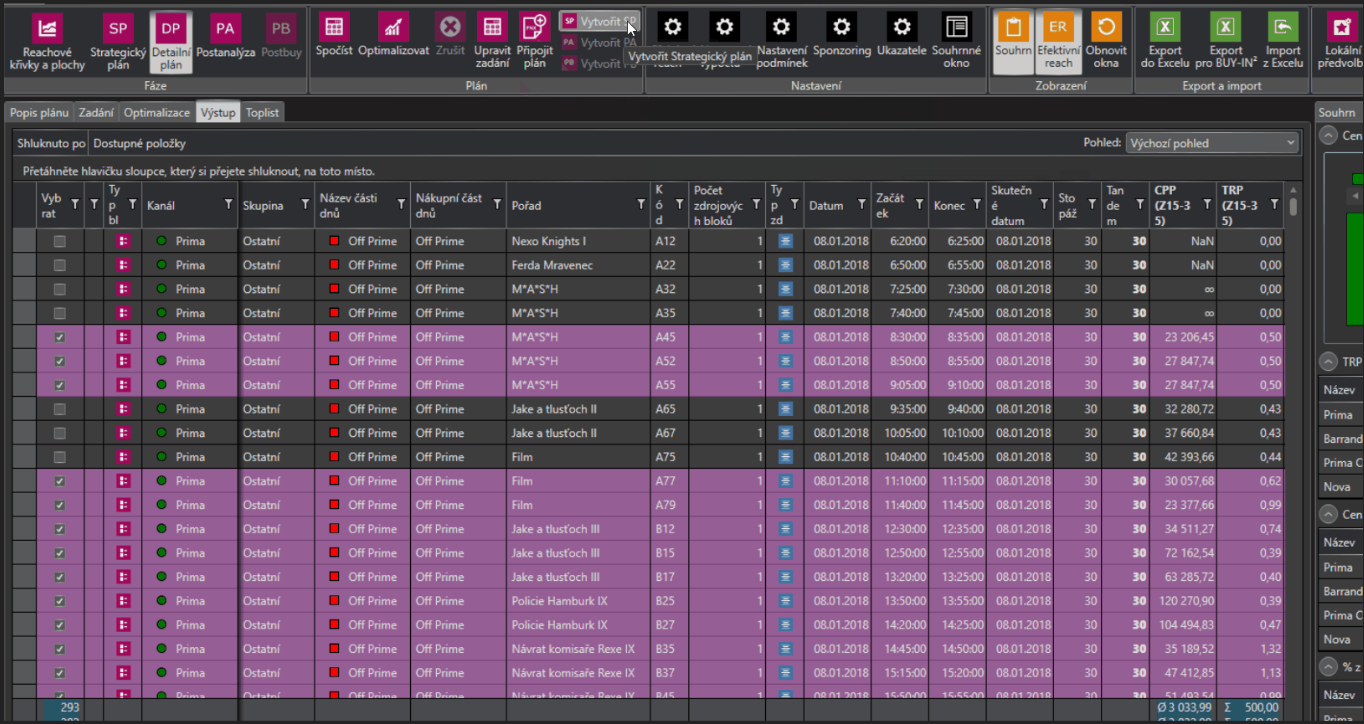 SP DP PA PB
Reachové křivky a plochy
Strategický plán
Detailní plán
Postanalýza
Postbuy
Fáze
Spočíst
Optimalizovat
Zrušit
Upravit zadání
Připojit plán
SP Vytvořit SP
PA Vytvořit PA
PB Vytvořit PB
Vytvořit Strategický plán
Plán
Nastavení podmínek
Sponzoring
Ukazatele
Souhrnné okno
Nastavení
Souhrn
ER
Efektivní reach
Obnovit okna
Zobrazení
Export do Excelu
Export pro BUY-IN²
Import z Excelu
Export a import
Lokální
předvolb
Popis plánu Zadání Optimalizace Výstup Toplist
Shluknuto po Dostupné položky
Pohled: Výchozí pohled
Přetáhněte hlavičku sloupce, který si přejete shluknout, na toto místo.
Vybrat Typ bl Kanál Skupina Název části dnů Nákupní část dnů Pořad Kód Počet zdrojových bloků Typ zd Datum Začátek Konec Skutečné datum Stopáž Tandem CPP (Z15-35) TRP (Z15-35)
Prima Ostatní Off Prime Off Prime Nexo Knights I A12 1 08.01.2018 6:20:00 6:25:00 08.01.2018 30 30 NaN 0,00
Prima Ostatní Off Prime Off Prime Ferda Mravenec A22 1 08.01.2018 6:50:00 6:55:00 08.01.2018 30 30 NaN 0,00
Prima Ostatní Off Prime Off Prime M*A*S*H A32 1 08.01.2018 7:25:00 7:30:00 08.01.2018 30 30 ∞ 0,00
Prima Ostatní Off Prime Off Prime M*A*S*H A35 1 08.01.2018 7:40:00 7:45:00 08.01.2018 30 30 ∞ 0,00
Prima Ostatní Off Prime Off Prime M*A*S*H A45 1 08.01.2018 8:30:00 8:35:00 08.01.2018 30 30 23 206,45 0,50
Prima Ostatní Off Prime Off Prime M*A*S*H A52 1 08.01.2018 8:50:00 8:55:00 08.01.2018 30 30 27 847,74 0,50
Prima Ostatní Off Prime Off Prime M*A*S*H A55 1 08.01.2018 9:05:00 9:10:00 08.01.2018 30 30 27 847,74 0,50
Prima Ostatní Off Prime Off Prime Jake a tlusťoch II A65 1 08.01.2018 9:35:00 9:40:00 08.01.2018 30 30 32 280,72 0,43
Prima Ostatní Off Prime Off Prime Jake a tlusťoch II A67 1 08.01.2018 10:05:00 10:10:00 08.01.2018 30 30 37 660,84 0,43
Prima Ostatní Off Prime Off Prime Film A75 1 08.01.2018 10:40:00 10:45:00 08.01.2018 30 30 42 393,66 0,44
Prima Ostatní Off Prime Off Prime Film A77 1 08.01.2018 11:10:00 11:15:00 08.01.2018 30 30 30 057,68 0,62
Prima Ostatní Off Prime Off Prime Film A79 1 08.01.2018 11:40:00 11:45:00 08.01.2018 30 30 23 377,66 0,99
Prima Ostatní Off Prime Off Prime Jake a tlusťoch III B12 1 08.01.2018 12:30:00 12:35:00 08.01.2018 30 30 34 511,27 0,74
Prima Ostatní Off Prime Off Prime Jake a tlusťoch III B15 1 08.01.2018 12:50:00 12:55:00 08.01.2018 30 30 72 162,54 0,39
Prima Ostatní Off Prime Off Prime Jake a tlusťoch III B17 1 08.01.2018 13:20:00 13:25:00 08.01.2018 30 30 63 285,72 0,40
Prima Ostatní Off Prime Off Prime Policie Hamburk IX B25 1 08.01.2018 13:50:00 13:55:00 08.01.2018 30 30 120 270,90 0,39
Prima Ostatní Off Prime Off Prime Policie Hamburk IX B27 1 08.01.2018 14:20:00 14:25:00 08.01.2018 30 30 104 494,83 0,47
Prima Ostatní Off Prime Off Prime Návrat komisaře Rexe IX B35 1 08.01.2018 14:45:00 14:50:00 08.01.2018 30 30 35 189,52 1,32
Prima Ostatní Off Prime Off Prime Návrat komisaře Rexe IX B37 1 08.01.2018 15:15:00 15:20:00 08.01.2018 30 30 47 412,85 1,13
Prima Ostatní Off Prime Off Prime Návrat komisaře Rexe IX B45 1 08.01.2018 15:50:00 15:55:00 08.01.2018 30 30 51 493,54 0,99
293 Ø 3 033,99 Σ 500,00
Souhrn
Cen
TRP
Název
Prima
Barrand
Prima C
Nova
Cen
Název
Prima
Barrand
Prima C
Nova
% z
Název
Prima